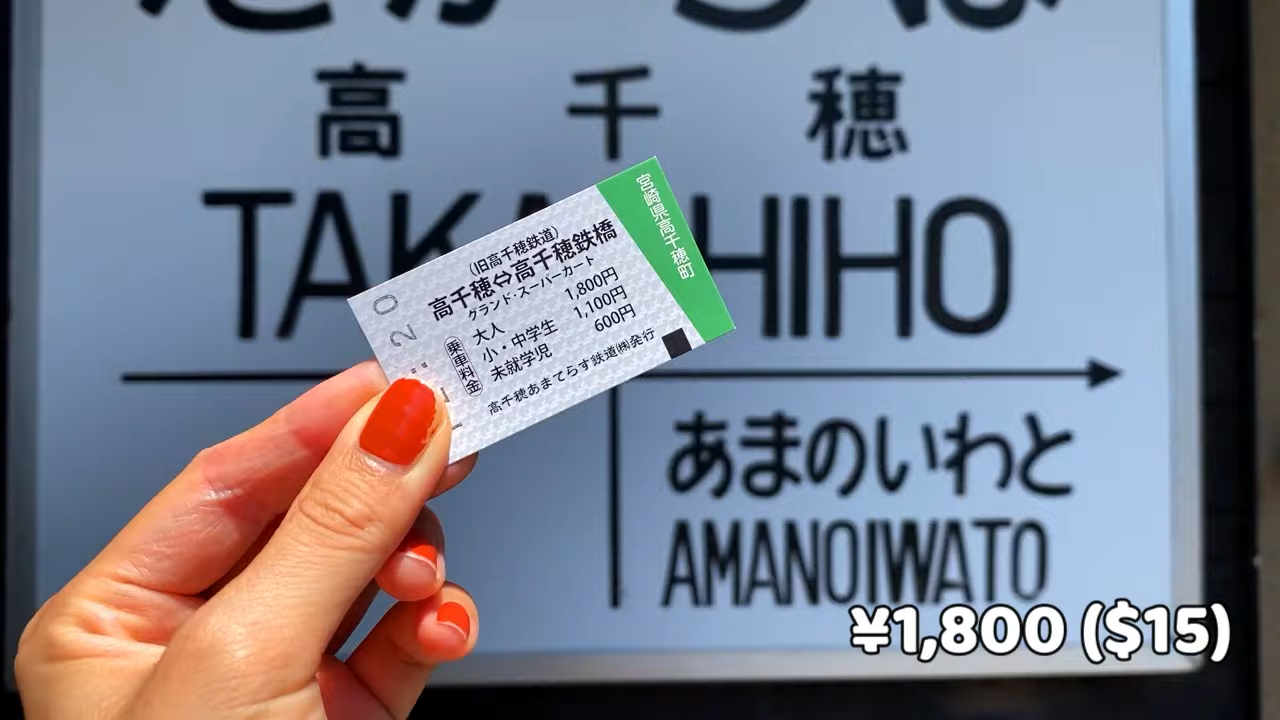 高千穂
TAKA HIHO
あまのいわと
AMANOIWATO
宮崎県高千穂町
(旧高千穂鉄道)
高千穂⇔高千穂鉄橋
グランド・スーパーカート
乗車料金
大人 1,800円
小・中学生 1,100円
未就学児 600円
高千穂あまてらす鉄道㈱発行
20
¥1,800 ($15)